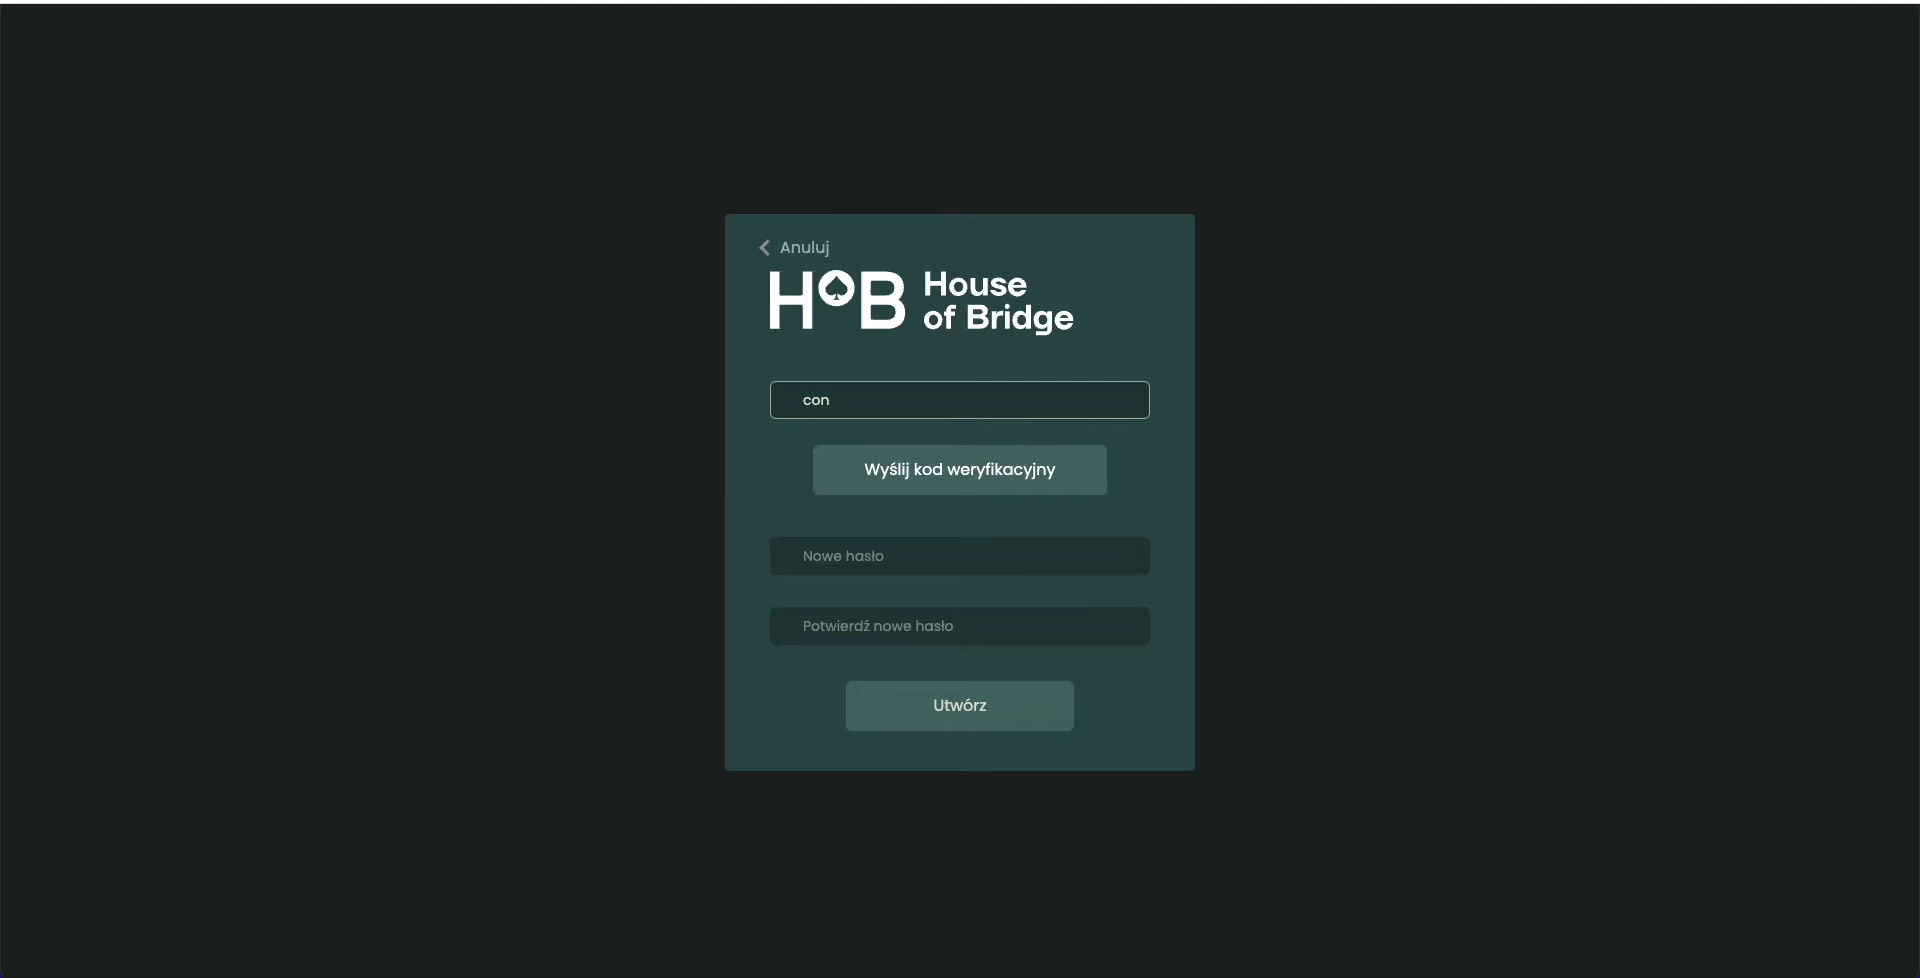 Anuluj
HOB House
of Bridge
con
Wyślij kod weryfikacyjny
Nowe hasło
Potwierdź nowe hasło
Utwórz